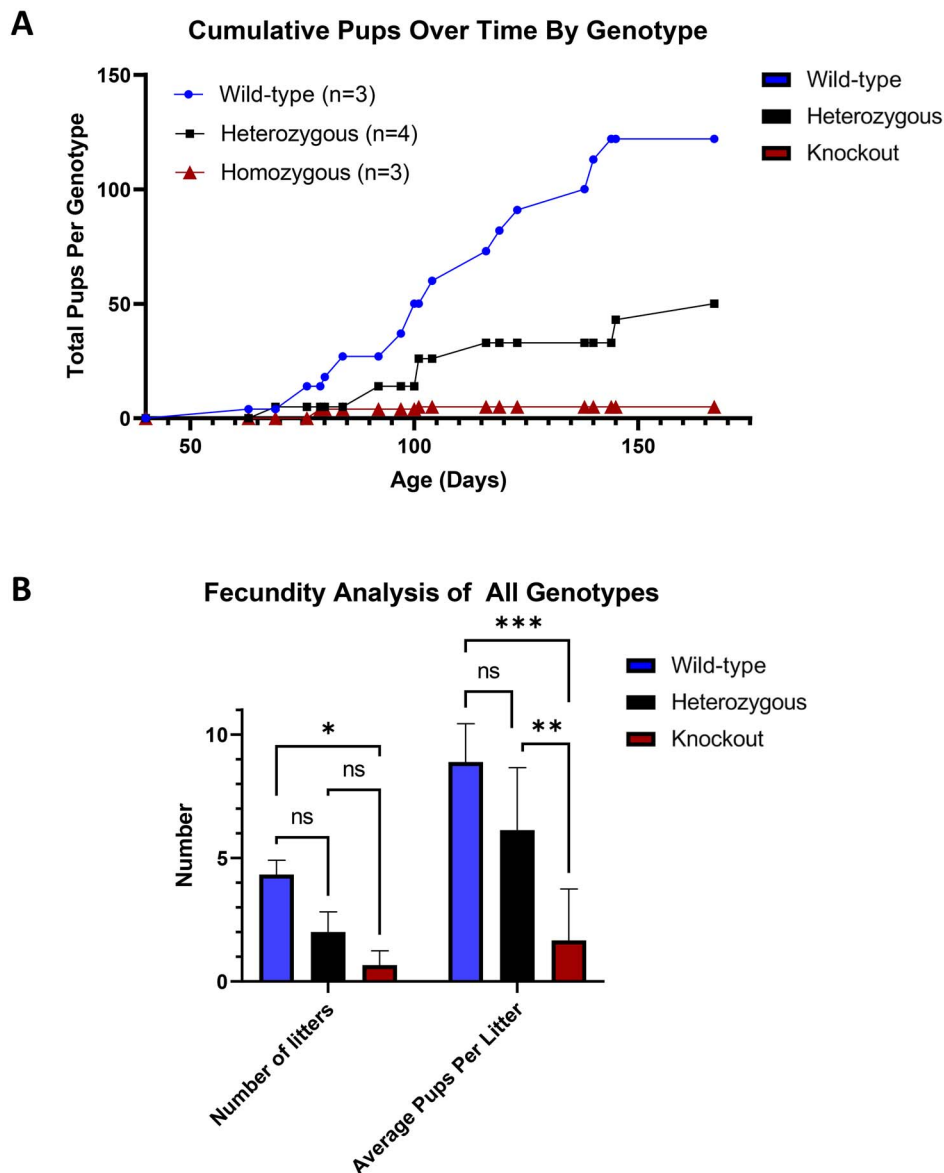 A
Cumulative Pups Over Time By Genotype
Total Pups Per Genotype
150
100
50
0
Wild-type (n=3)
Heterozygous (n=4)
Homozygous (n=3)
Wild-type
Heterozygous
Knockout
50
100
150
Age (Days)
B
Fecundity Analysis of All Genotypes
Number
10
5
0
*
ns
ns
***
ns
**
Wild-type
Heterozygous
Knockout
Number of litters
Average Pups Per Litter